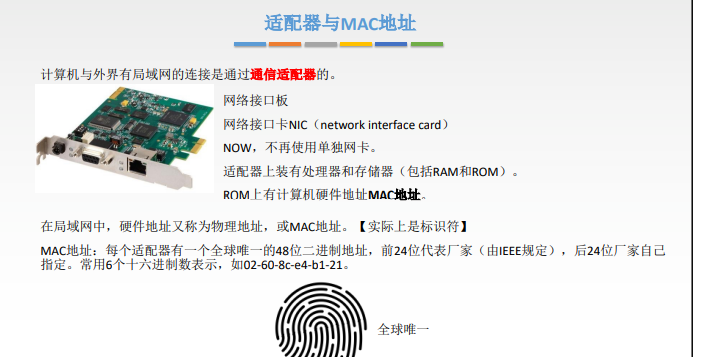 适配器与MAC地址
计算机与外界有局域网的连接是通过通信适配器的。
网络接口板
网络接口卡NIC（network interface card）
NOW，不再使用单独网卡。
适配器上装有处理器和存储器（包括RAM和ROM）。
ROM上有计算机硬件地址MAC地址。
在局域网中，硬件地址又称为物理地址，或MAC地址。【实际上是标识符】
MAC地址：每个适配器有一个全球唯一的48位二进制地址，前24位代表厂家（由IEEE规定），后24位厂家自己
指定。常用6个十六进制数表示，如02-60-8c-e4-b1-21。
全球唯一